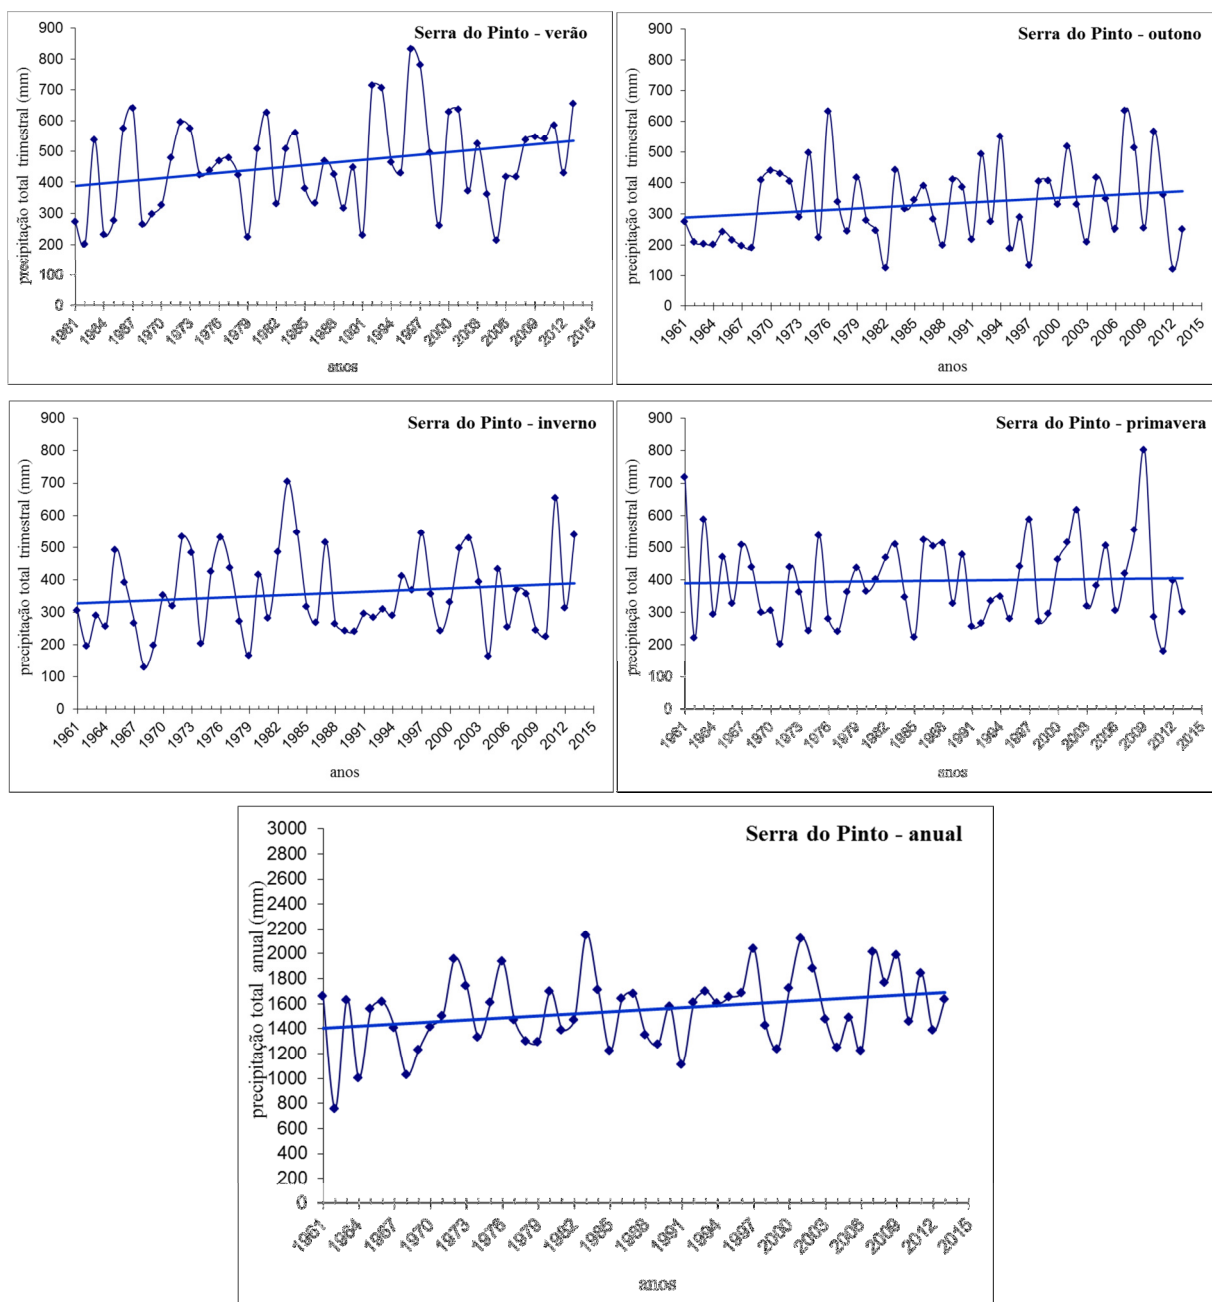 Serra do Pinto - verão
precipitação total trimestral (mm)
900
800
700
600
500
400
300
200
100
0
1961 1964 1967 1970 1973 1976 1979 1982 1985 1988 1991 1994 1997 2000 2003 2006 2009 2012 2015
anos
Serra do Pinto - outono
precipitação total trimestral (mm)
900
800
700
600
500
400
300
200
100
0
1961 1964 1967 1970 1973 1976 1979 1982 1985 1988 1991 1994 1997 2000 2003 2006 2009 2012 2015
anos
Serra do Pinto - inverno
precipitação total trimestral (mm)
900
800
700
600
500
400
300
200
100
0
1961 1964 1967 1970 1973 1976 1979 1982 1985 1988 1991 1994 1997 2000 2003 2006 2009 2012 2015
anos
Serra do Pinto - primavera
precipitação total trimestral (mm)
900
800
700
600
500
400
300
200
100
0
1961 1964 1967 1970 1973 1976 1979 1982 1985 1988 1991 1994 1997 2000 2003 2006 2009 2012 2015
anos
Serra do Pinto - anual
precipitação total anual (mm)
3000
2800
2600
2400
2200
2000
1800
1600
1400
1200
1000
800
600
400
200
0
1961 1964 1967 1970 1973 1976 1979 1982 1985 1988 1991 1994 1997 2000 2003 2006 2009 2012 2015
anos